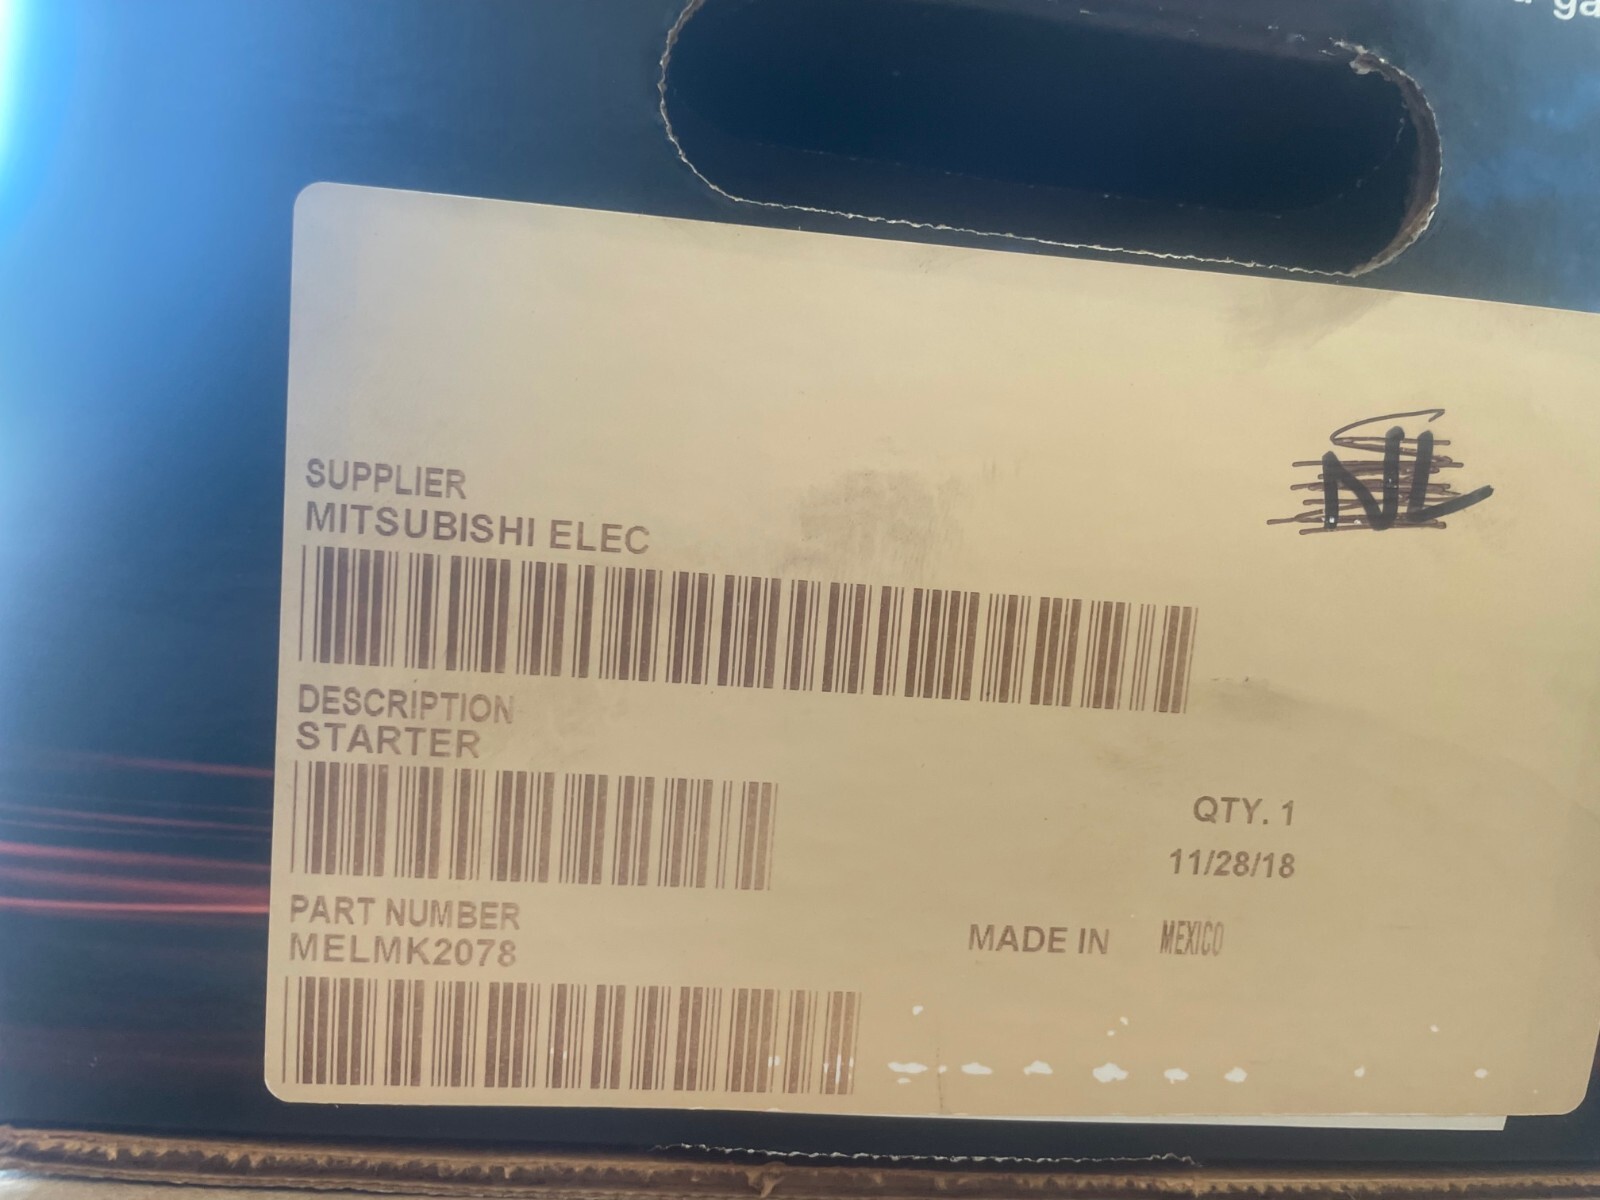 NL
SUPPLIER
MITSUBISHI ELEC
DESCRIPTION
STARTER
QTY. 1
11/28/18
PART NUMBER
MELMK2078
MADE IN MEXICO